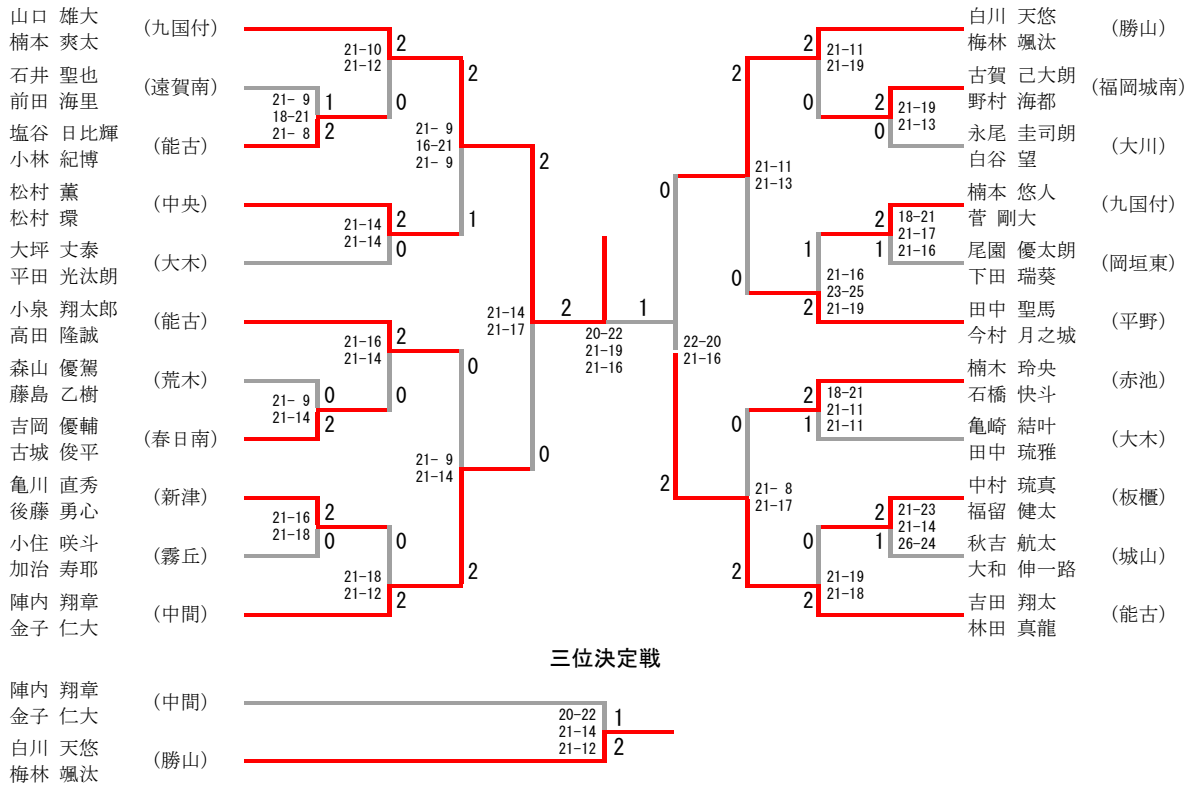 山口 雄大
楠本 爽太
(九国付)
石井 聖也
前田 海里
(遠賀南)
塩谷 日比輝
小林 紀博
(能古)
松村 薫
松村 環
(中央)
大坪 丈泰
平田 光汰朗
(大木)
小泉 翔太郎
高田 隆誠
(能古)
森山 優駕
藤島 乙樹
(荒木)
吉岡 優輔
古城 俊平
(春日南)
亀川 直秀
後藤 勇心
(新津)
小住 咲斗
加治 寿耶
(霧丘)
陣内 翔章
金子 仁大
(中間)
21- 9
18-21
21- 8
1
2
21-10
21-12
2
0
21-14
21-14
2
0
21- 9
16-21
21- 9
2
1
21- 9
21-14
0
2
21-16
21-14
2
0
21-16
21-18
2
0
21-18
21-12
0
2
21- 9
21-14
0
2
21-14
21-17
2
0
2
1
20-22
21-19
21-16
22-20
21-16
0
2
21-11
21-13
2
0
21-11
21-19
2
0
21-19
21-13
2
0
18-21
21-17
21-16
2
1
21-16
23-25
21-19
1
2
18-21
21-11
21-11
2
1
21- 8
21-17
0
2
21-23
21-14
26-24
2
1
21-19
21-18
0
2
白川 天悠
梅林 颯汰
(勝山)
古賀 己大朗
野村 海都
(福岡城南)
永尾 圭司朗
白谷 望
(大川)
楠本 悠人
菅 剛大
(九国付)
尾園 優太朗
下田 瑞葵
(岡垣東)
田中 聖馬
今村 月之城
(平野)
楠木 玲央
石橋 快斗
(赤池)
亀崎 結叶
田中 琉雅
(大木)
中村 琉真
福留 健太
(板櫃)
秋吉 航太
大和 伸一路
(城山)
吉田 翔太
林田 真龍
(能古)
三位決定戦
陣内 翔章
金子 仁大
(中間)
白川 天悠
梅林 颯汰
(勝山)
20-22
21-14
21-12
1
2